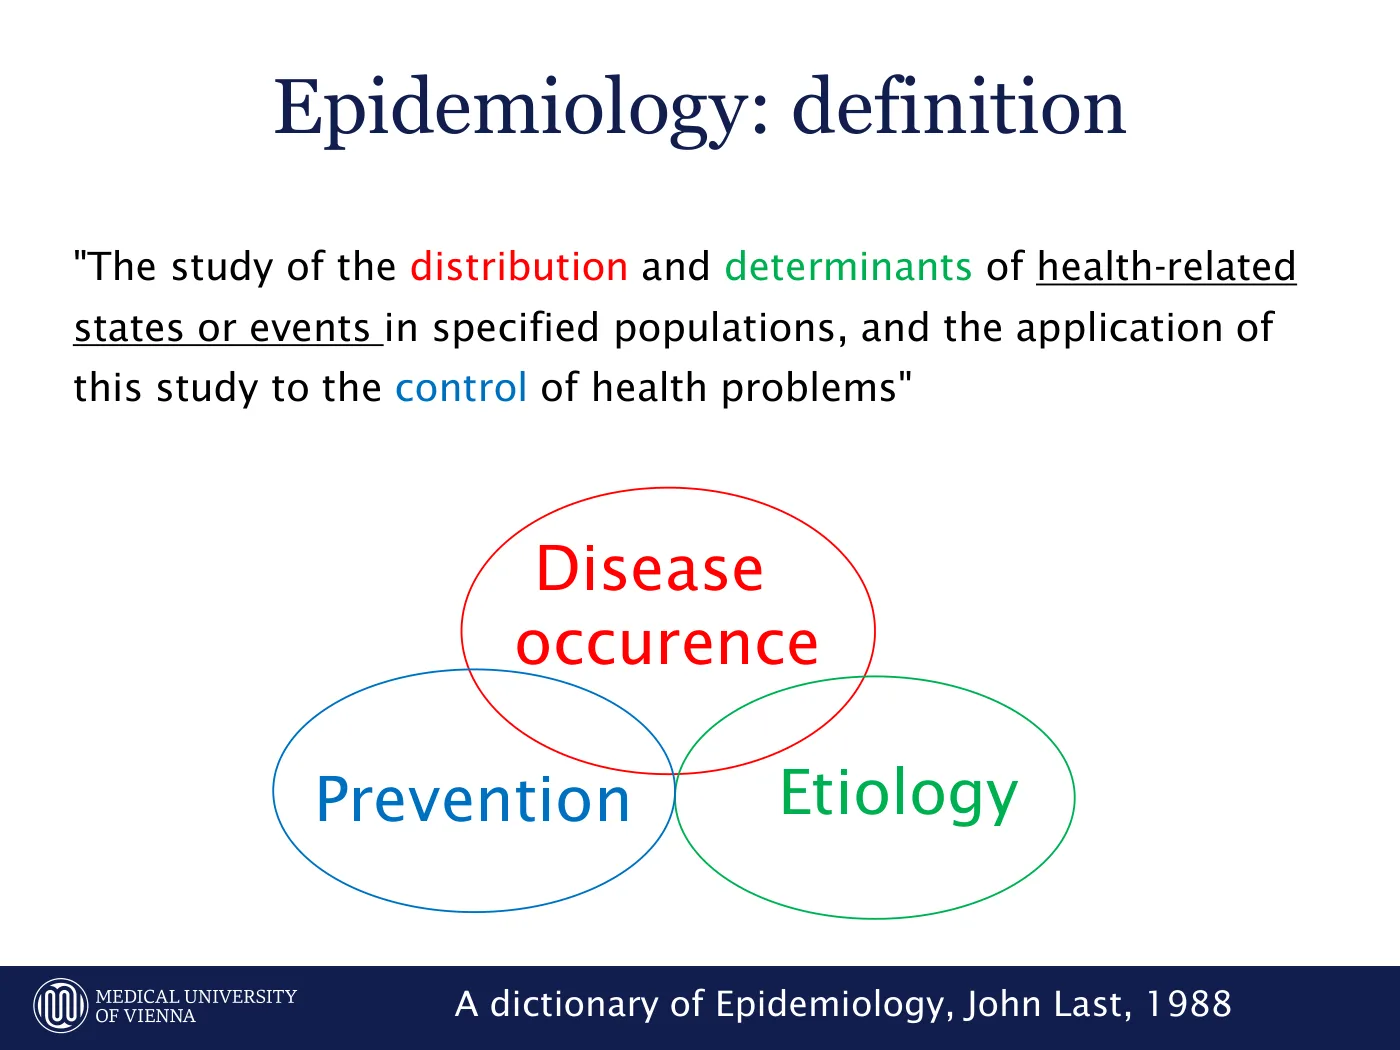 Epidemiology: definition
"The study of the distribution and determinants of health-related
states or events in specified populations, and the application of
this study to the control of health problems"
Disease
occurence
Prevention
Etiology
MEDICAL UNIVERSITY
OF VIENNA
A dictionary of Epidemiology, John Last, 1988